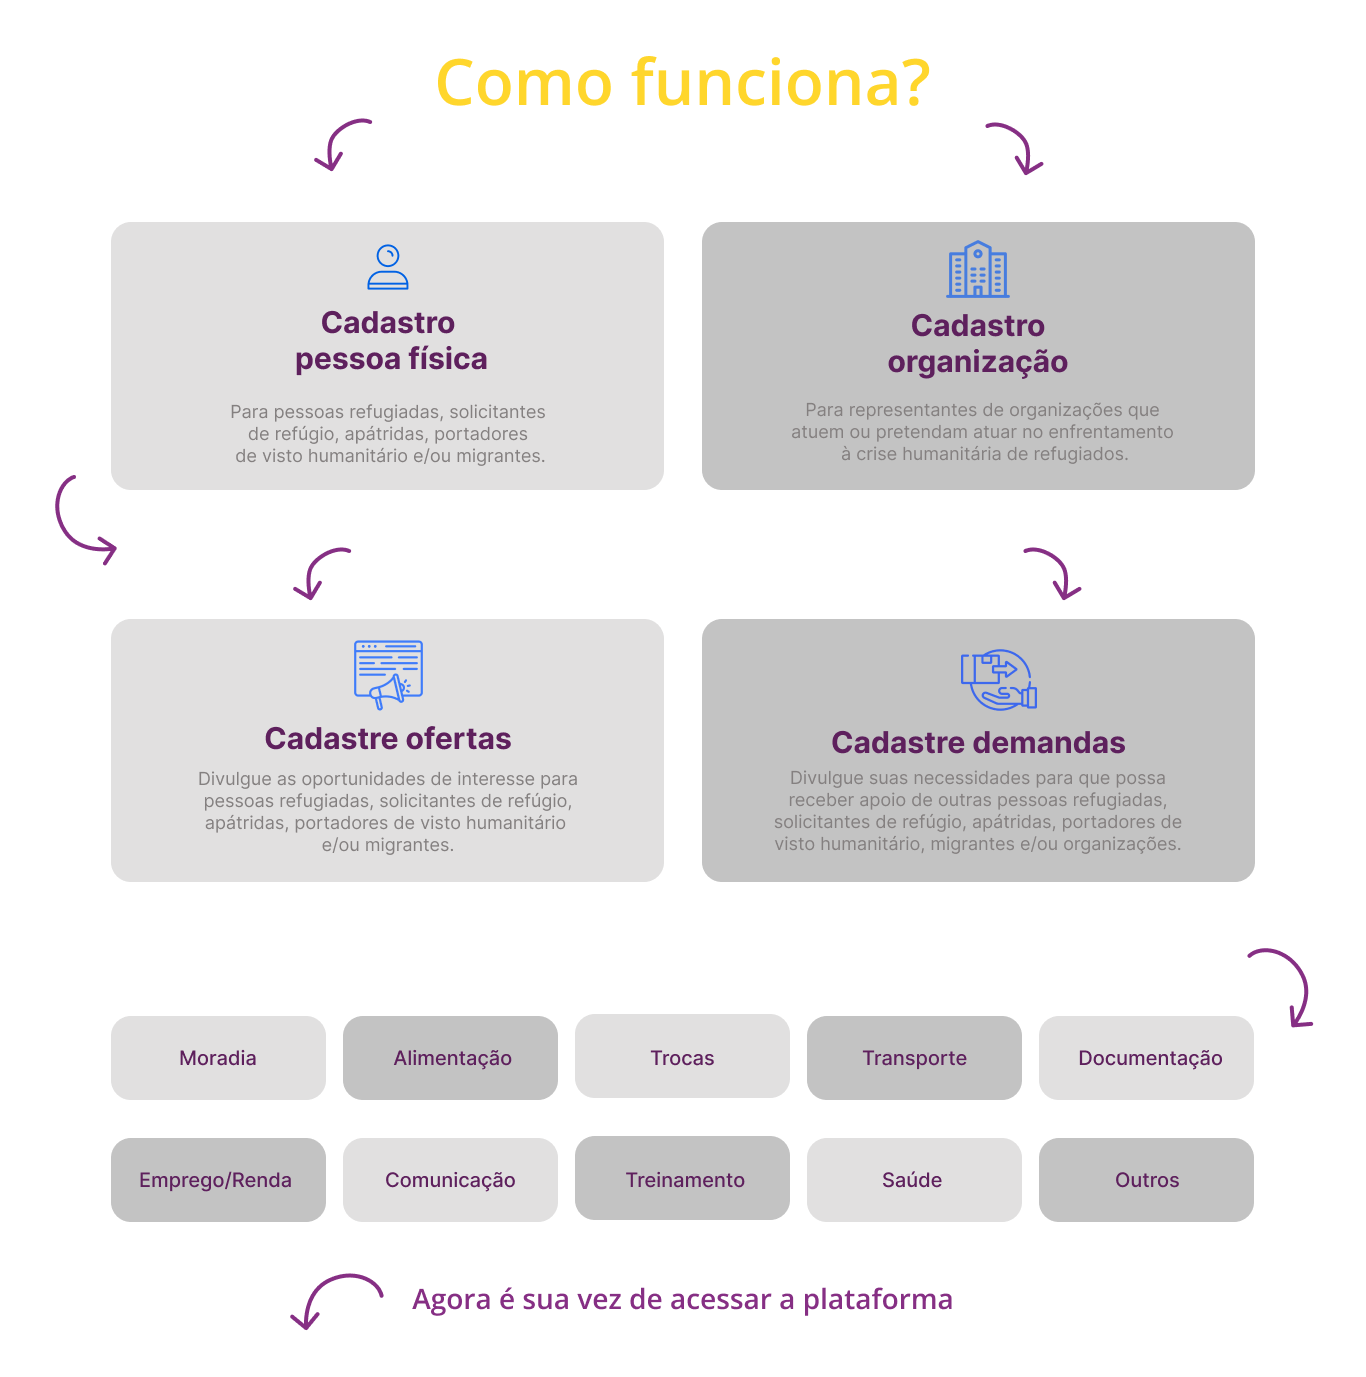 Como funciona?
Cadastro
pessoa física
Para pessoas refugiadas, solicitantes
de refúgio, apátridas, portadores
de visto humanitário e/ou migrantes.
Cadastro
organização
Para representantes de organizações que
atuem ou pretendam atuar no enfrentamento
à crise humanitária de refugiados.
Cadastre ofertas
Divulgue as oportunidades de interesse para
pessoas refugiadas, solicitantes de refúgio,
apátridas, portadores de visto humanitário
e/ou migrantes.
Cadastre demandas
Divulgue suas necessidades para que possa
receber apoio de outras pessoas refugiadas,
solicitantes de refúgio, apátridas, portadores de
visto humanitário, migrantes e/ou organizações.
Moradia
Alimentação
Trocas
Transporte
Documentação
Emprego/Renda
Comunicação
Treinamento
Saúde
Outros
Agora é sua vez de acessar a plataforma